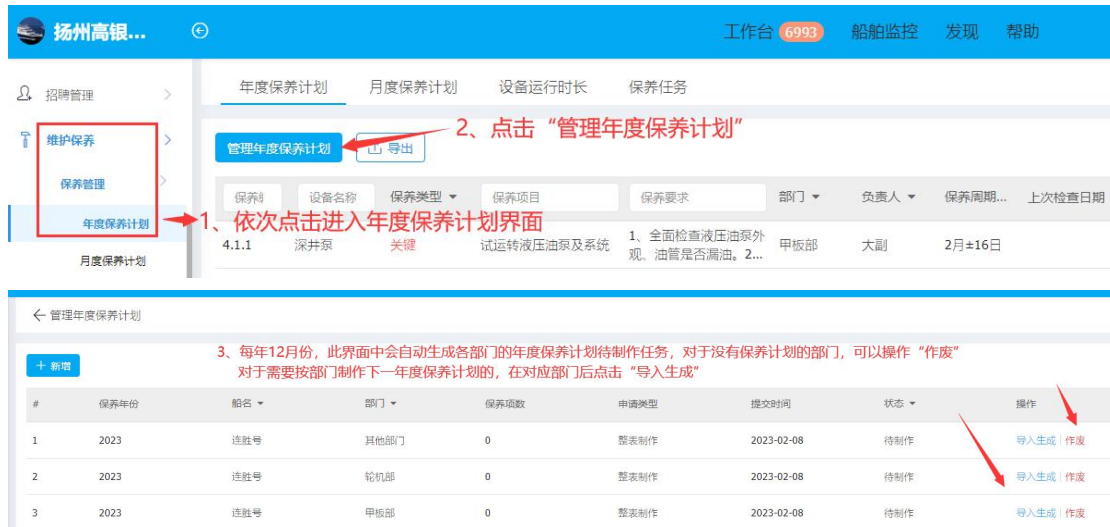 扬州高银...
工作台 6993 船舶监控 发现 帮助
招聘管理
维护保养
保养管理
年度保养计划
月度保养计划
年度保养计划 月度保养计划 设备运行时长 保养任务
管理年度保养计划 导出
2、点击“管理年度保养计划”
设备名称 保养类型 保养项目 保养要求 部门 负责人 保养周期... 上次检查日期
1、依次点击进入年度保养计划界面
4.1.1 深井泵 关键 试运转液压油泵及系统 1、全面检查液压油泵外 甲板部 大副 2月±16日
观、油管是否漏油。2...
管理年度保养计划
+ 新增
3、每年12月份，此界面中会自动生成各部门的年度保养计划待制作任务，对于没有保养计划的部门，可以操作“作废”
对于需要按部门制作下一年度保养计划的，在对应部门后点击“导入生成”
# 保养年份 船名 部门 保养项数 申请类型 提交时间 状态 操作
1 2023 连胜号 其他部门 0 整表制作 2023-02-08 待制作 导入生成 | 作废
2 2023 连胜号 轮机部 0 整表制作 2023-02-08 待制作 导入生成 | 作废
3 2023 连胜号 甲板部 0 整表制作 2023-02-08 待制作 导入生成 | 作废